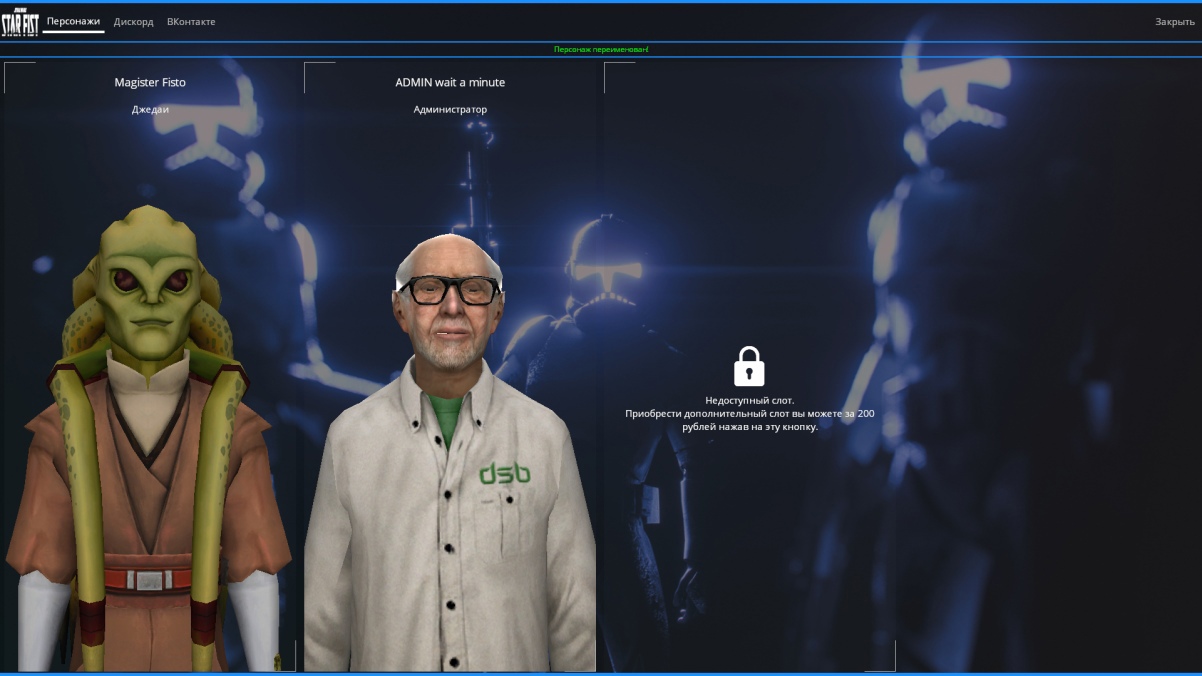 STAR FIST
Персонажи
Дискорд
ВКонтакте
Закрыть
Персонаж переименован!
Magister Fisto
Джедаи
ADMIN wait a minute
Администратор
dsb
Недоступный слот.
Приобрести дополнительный слот вы можете за 200
рублей нажав на эту кнопку.